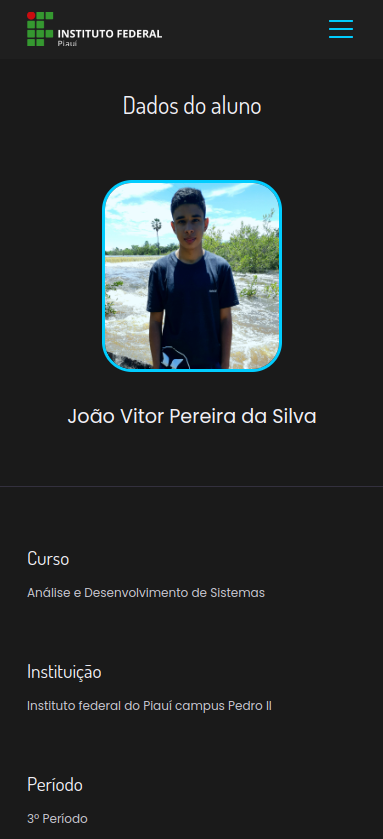 INSTITUTO FEDERAL
Piauí
Dados do aluno
João Vitor Pereira da Silva
Curso
Análise e Desenvolvimento de Sistemas
Instituição
Instituto federal do Piauí campus Pedro II
Período
3º Período